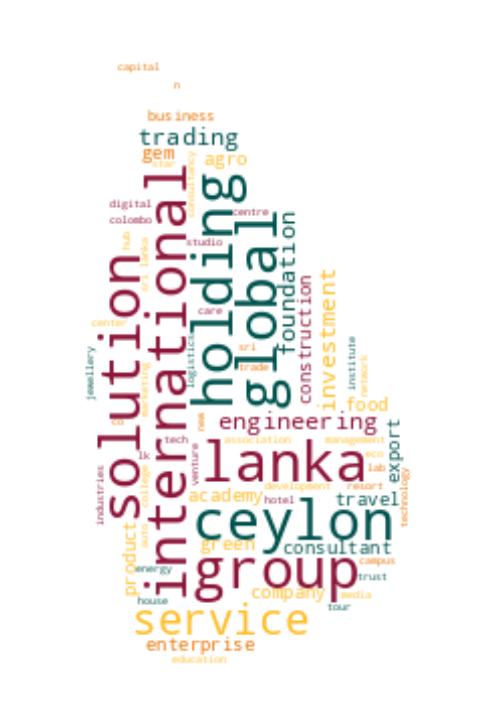 capital
n
business
trading
gem
star
agro
consultancy
international
holding
global
digital
colombo
centre
foundation
hub
sri lanka
studio
solution
care
construction
investment
center
logistics
sri
trade
jewellery
marketing
institute
network
food
new
co
engineering
export
tech
association
management
lk
venture
lanka
eco
lab
industries
college
academy
development
hotel
resort
travel
technology
auto
product
ceylon
green
consultant
energy
group
campus
trust
house
company
media
tour
service
enterprise
education